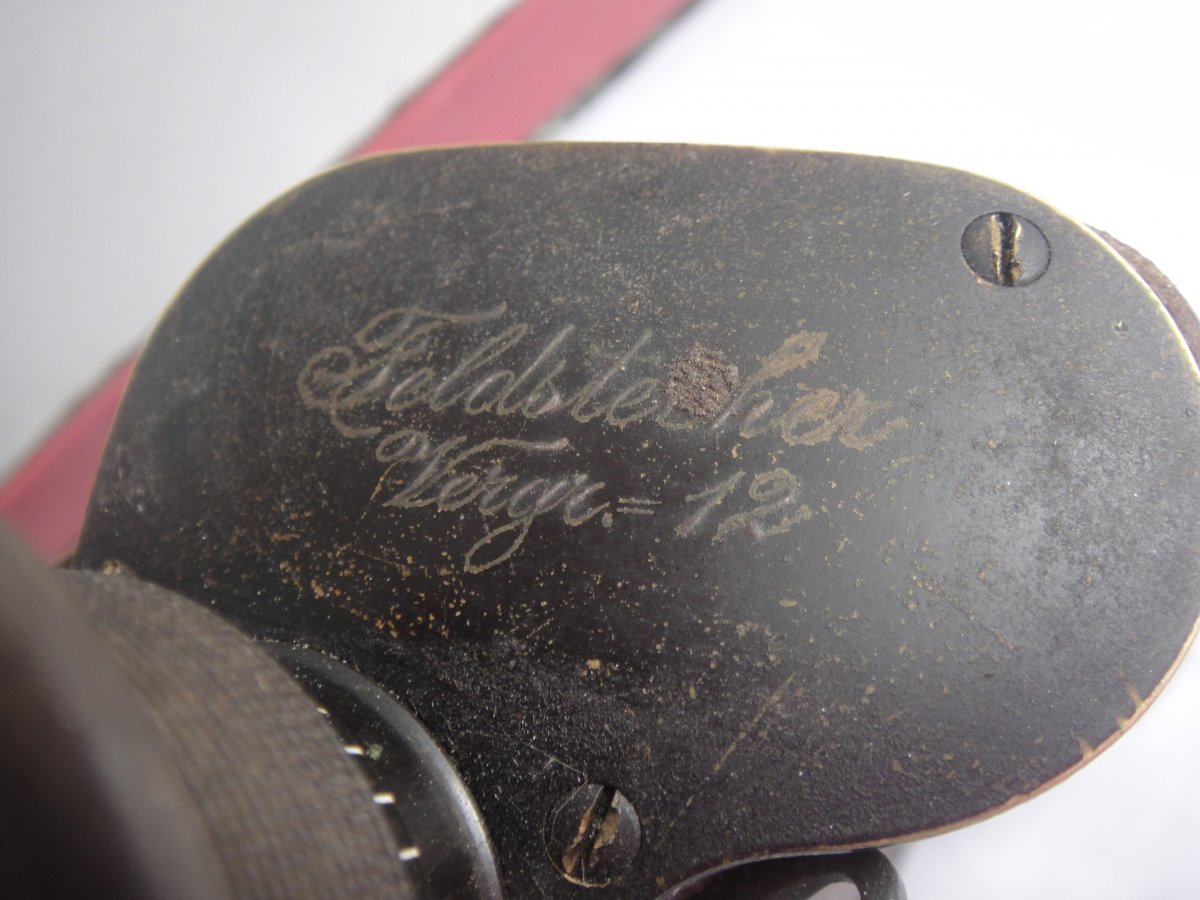 Feldstecher
Vergr. = 12